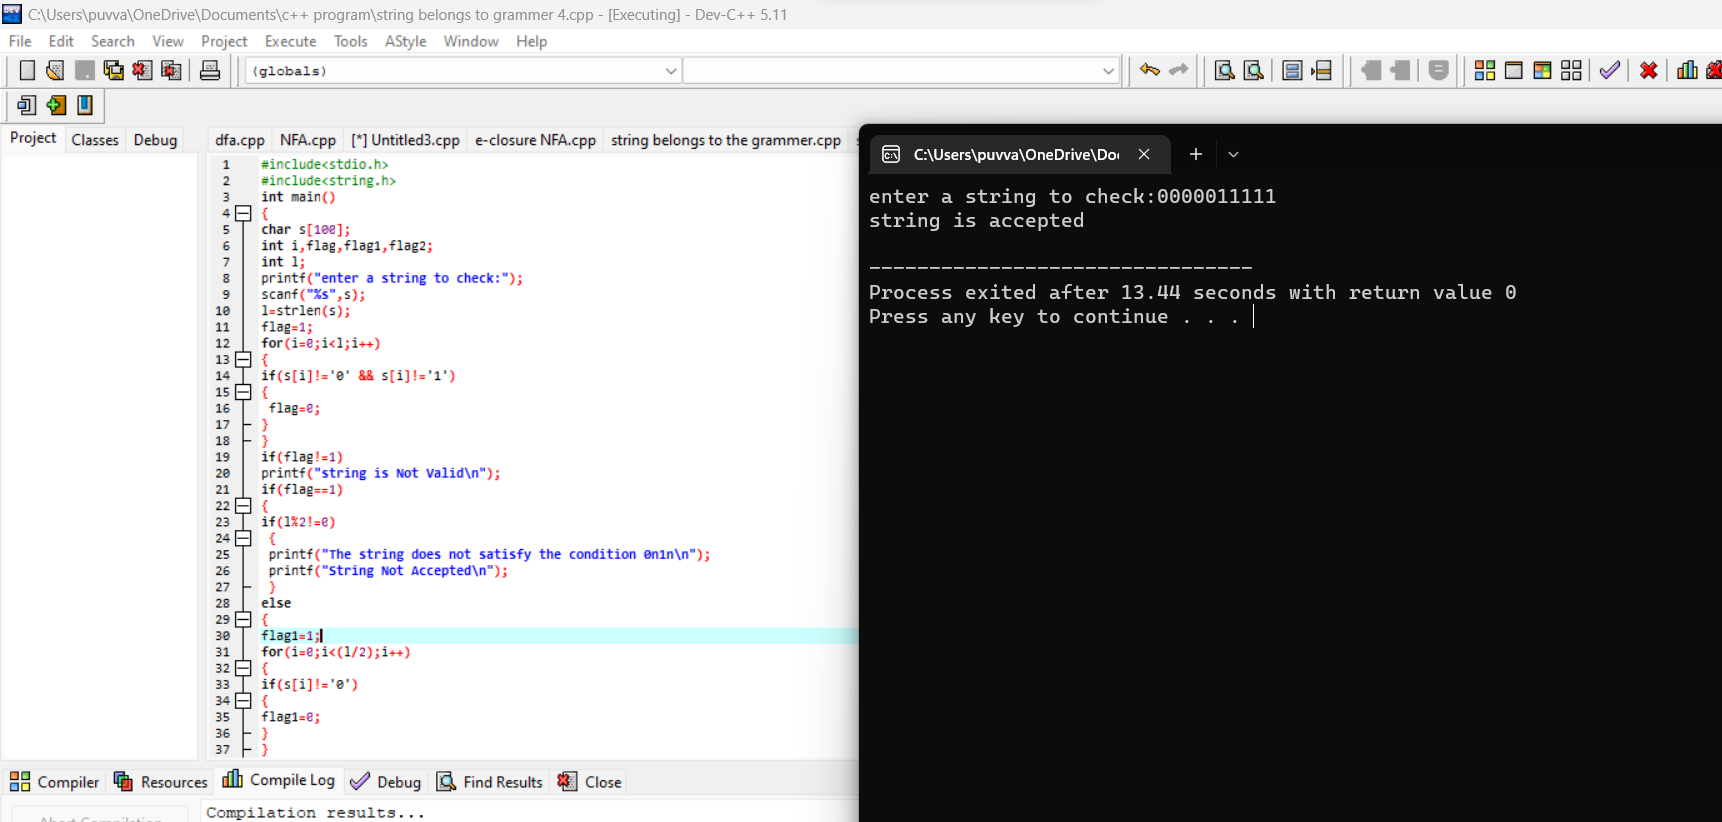 C:\Users\puvva\OneDrive\Documents\c++ program\string belongs to grammer 4.cpp - [Executing] - Dev-C++ 5.11
File Edit Search View Project Execute Tools AStyle Window Help
(globals)
Project Classes Debug
dfa.cpp NFA.cpp [*] Untitled3.cpp e-closure NFA.cpp string belongs to the grammer.cpp
1 #include<stdio.h>
2 #include<string.h>
3 int main()
4 {
5 char s[100];
6 int i,flag,flag1,flag2;
7 int l;
8 printf("enter a string to check:");
9 scanf("%s",s);
10 l=strlen(s);
11 flag=1;
12 for(i=0;i<l;i++)
13 {
14 if(s[i]!='0' && s[i]!='1')
15 {
16 flag=0;
17 }
18 }
19 if(flag!=1)
20 printf("string is Not Valid\n");
21 if(flag==1)
22 {
23 if(l%2!=0)
24 {
25 printf("The string does not satisfy the condition 0n1n\n");
26 printf("String Not Accepted\n");
27 }
28 else
29 {
30 flag1=1;
31 for(i=0;i<(l/2);i++)
32 {
33 if(s[i]!='0')
34 {
35 flag1=0;
36 }
37 }
Compiler Resources Compile Log Debug Find Results Close
Abort Compilation
Compilation results...
C:\Users\puvva\OneDrive\Do
enter a string to check:0000011111
string is accepted
--------------------------------
Process exited after 13.44 seconds with return value 0
Press any key to continue . . .